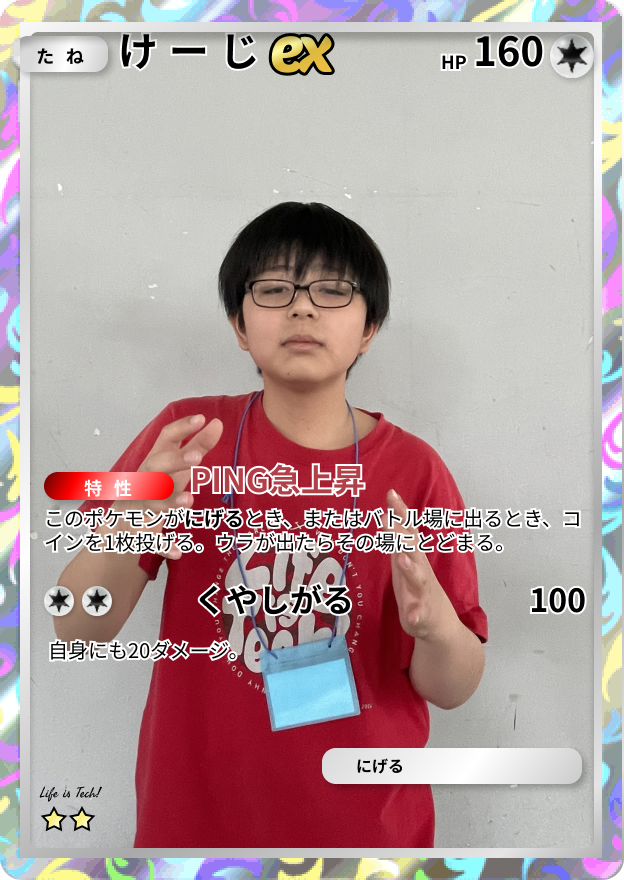 たね けーじ ex HP 160
特性 PING急上昇
このポケモンがにげるとき、またはバトル場に出るとき、コ
インを1枚投げる。ウラが出たらその場にとどまる。
くやしがる 100
自身にも20ダメージ。
にげる
Life is Tech!